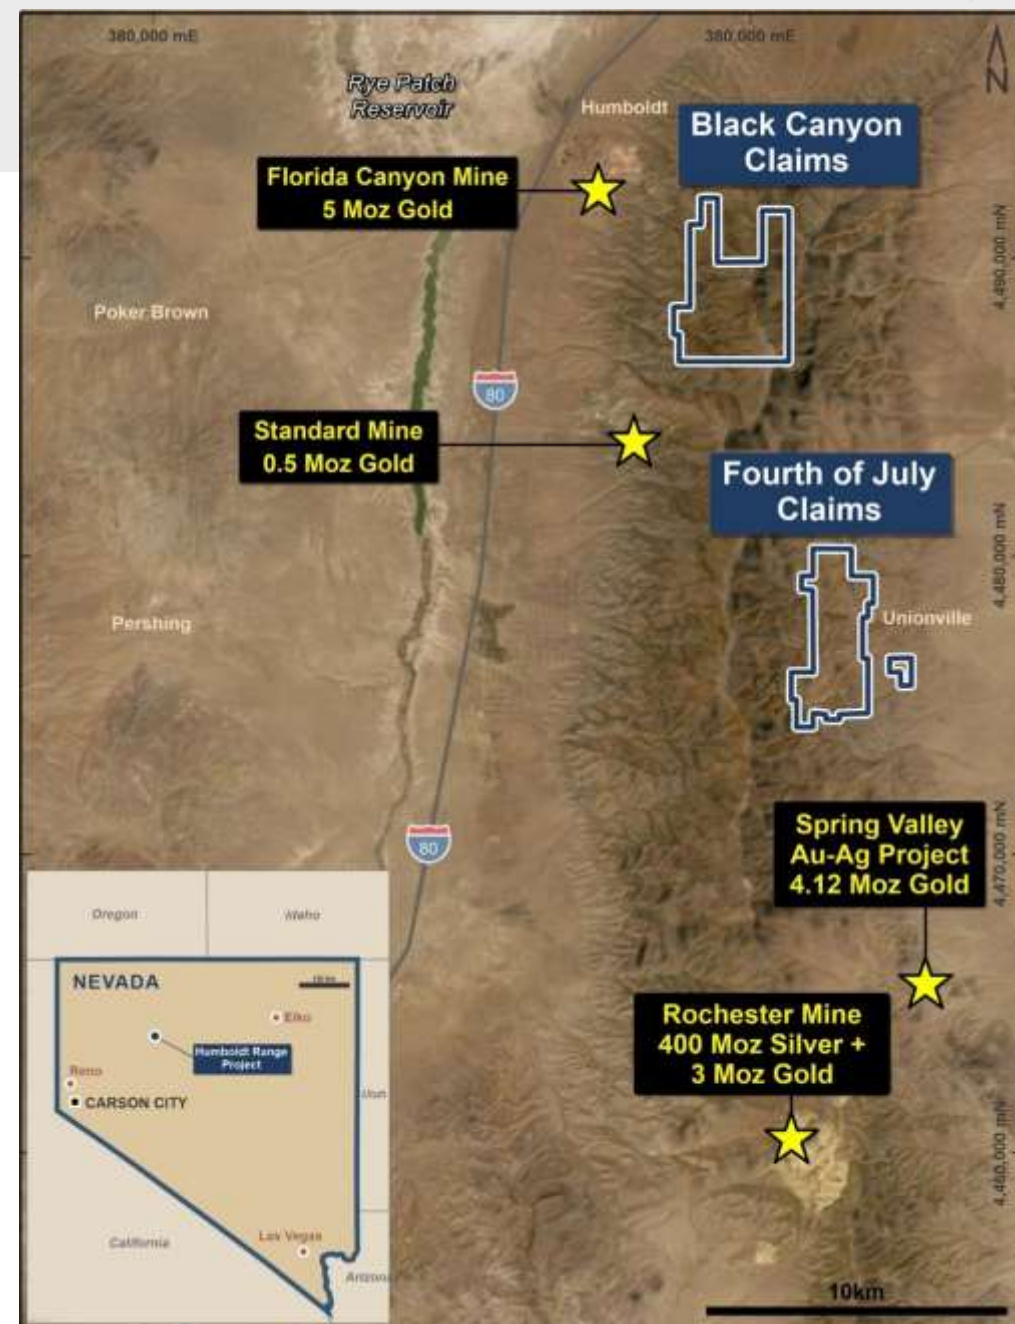 380,000 mE
380,000 mE
N
Rye Patch
Reservoir
Humboldt
Black Canyon
Claims
Florida Canyon Mine
5 Moz Gold
4,490,000 mN
Poker Brown
80
Standard Mine
0.5 Moz Gold
Fourth of July
Claims
4,480,000 mN
Pershing
Unionville
Spring Valley
Au-Ag Project
4.12 Moz Gold
4,470,000 mN
80
Rochester Mine
400 Moz Silver +
3 Moz Gold
4,460,000 mN
10km
Oregon
Idaho
NEVADA
Elko
Humboldt Range
Project
Reno
CARSON CITY
Utah
California
Las Vegas
Arizona